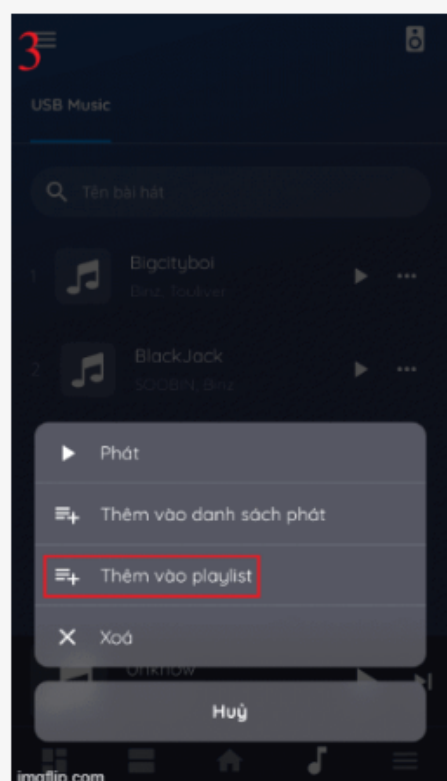 3
USB Music
Tên bài hát
1
Bigcityboi
Binz, Touliver
2
BlackJack
SOOBIN, Binz
Phát
Thêm vào danh sách phát
Thêm vào playlist
Xoá
Unknow
Huỷ
imgflip.com